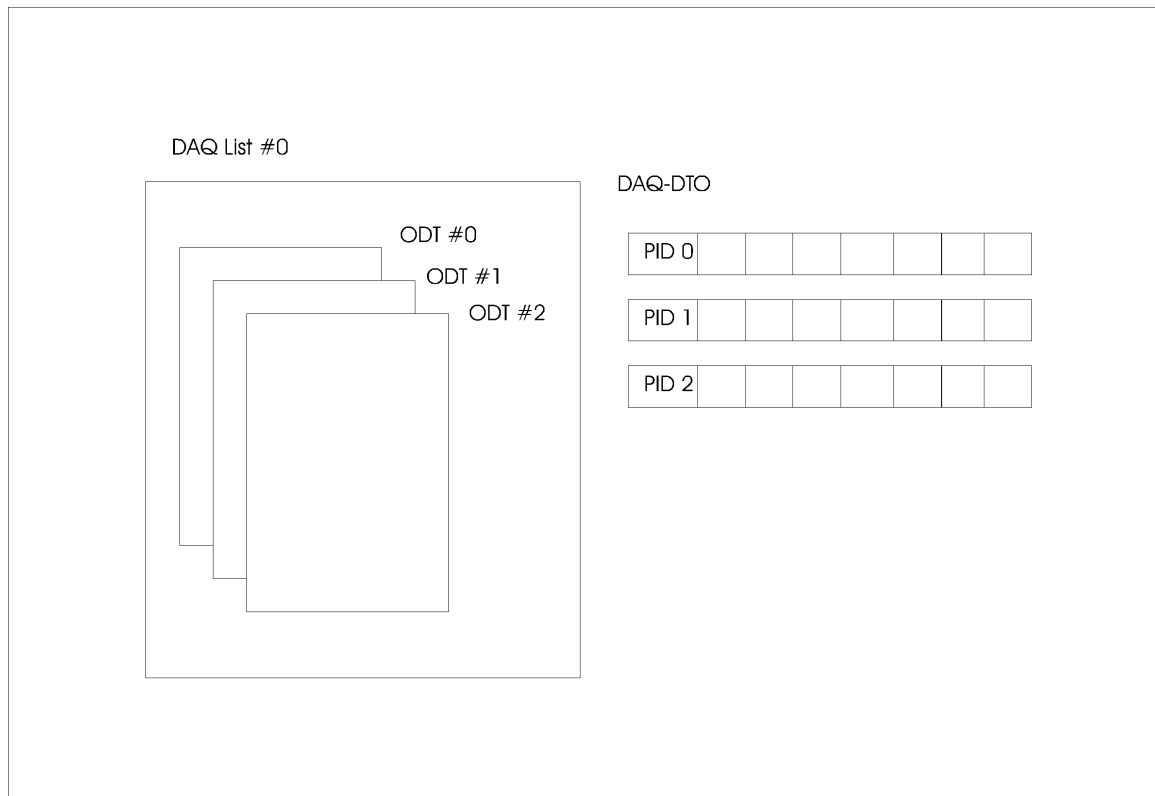 DAQ List #0
DAQ-DTO
ODT #0
ODT #1
ODT #2
PID 0
PID 1
PID 2